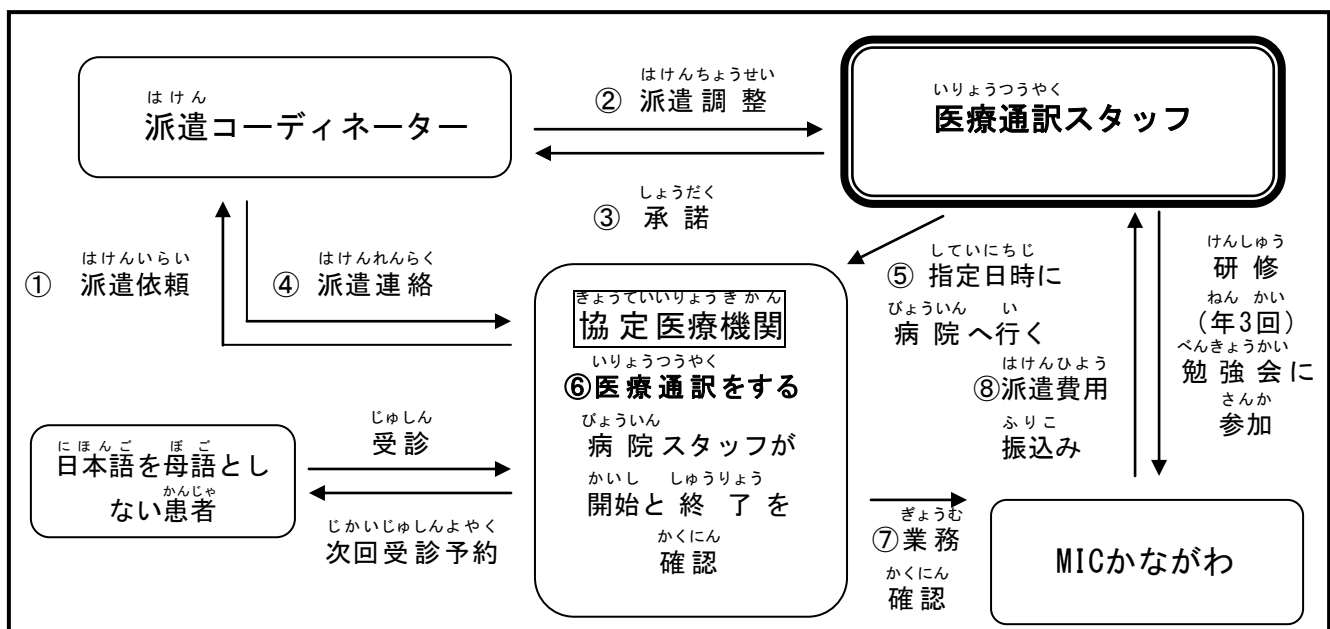 はけん
派遣コーディネーター
はけんちょうせい
② 派遣調整
いりょうつうやく
医療通訳スタッフ
しょうだく
③ 承諾
はけんいらい
① 派遣依頼
はけんれんらく
④ 派遣連絡
していにちじ
⑤ 指定日時に
びょういん い
病院へ行く
けんしゅう
研修
ねん かい
(年3回)
べんきょうかい
勉強会に
さんか
参加
はけんひよう
⑧派遣費用
ふりこ
振込み
きょうていいりょうきかん
協定医療機関
いりょうつうやく
⑥医療通訳をする
びょういん
病院スタッフが
かいし しゅうりょう
開始と終了を
かくにん
確認
じゅしん
受診
にほんご ぼご
日本語を母語とし
かんじゃ
ない患者
じかいじゅしんよやく
次回受診予約
ぎょうむ
⑦業務
かくにん
確認
MICかながわ